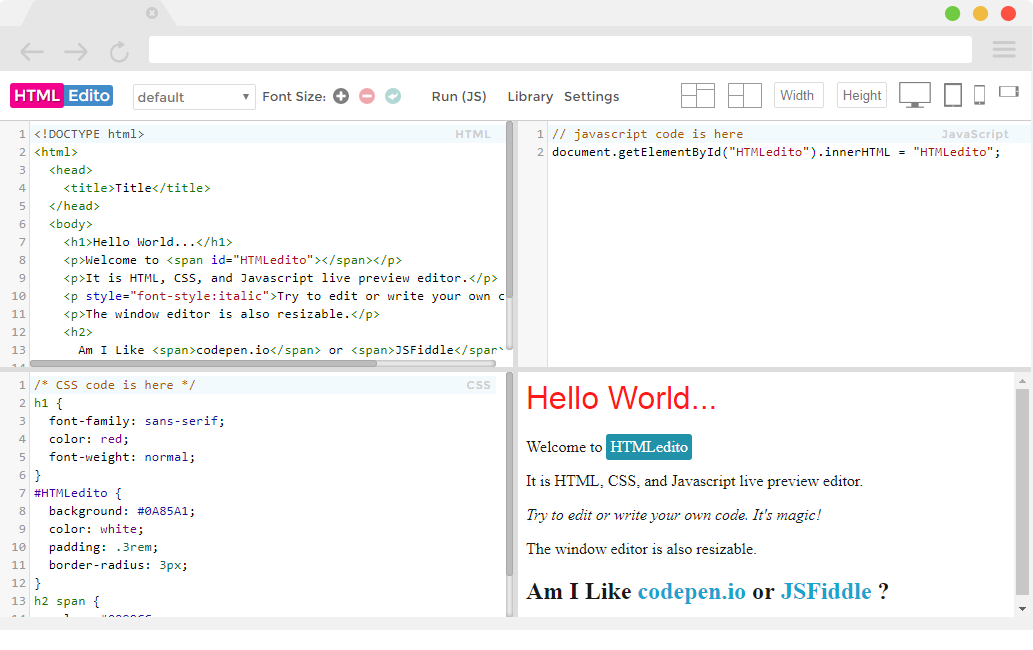 HTML Edito default Font Size: Run (JS) Library Settings Width Height
HTML
1 <!DOCTYPE html>
2 <html>
3 <head>
4 <title>Title</title>
5 </head>
6 <body>
7 <h1>Hello World...</h1>
8 <p>Welcome to <span id="HTMLedito"></span></p>
9 <p>It is HTML, CSS, and Javascript live preview editor.</p>
10 <p style="font-style:italic">Try to edit or write your own c
11 <p>The window editor is also resizable.</p>
12 <h2>
13 Am I Like <span>codepen.io</span> or <span>JSFiddle</span
14
JavaScript
1 // javascript code is here
2 document.getElementById("HTMLedito").innerHTML = "HTMLedito";
CSS
1 /* CSS code is here */
2 h1 {
3 font-family: sans-serif;
4 color: red;
5 font-weight: normal;
6 }
7 #HTMLedito {
8 background: #0A85A1;
9 color: white;
10 padding: .3rem;
11 border-radius: 3px;
12 }
13 h2 span {
Hello World...
Welcome to HTMLedito
It is HTML, CSS, and Javascript live preview editor.
Try to edit or write your own code. It's magic!
The window editor is also resizable.
Am I Like codepen.io or JSFiddle ?